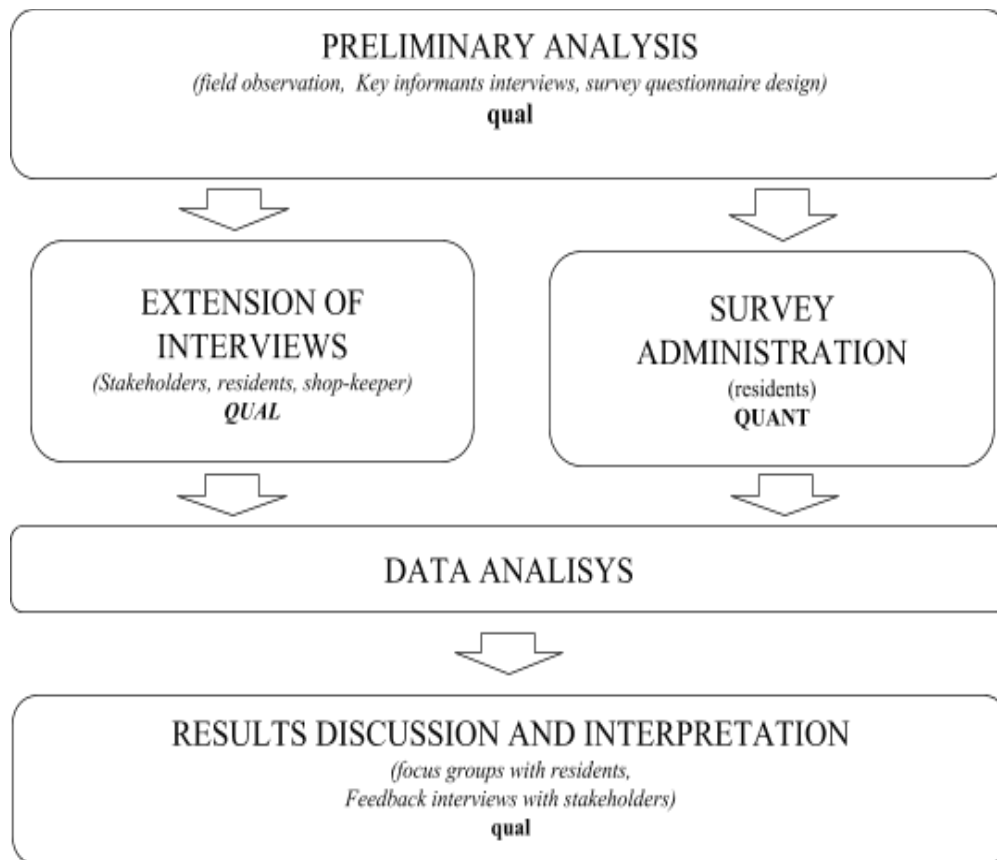 PRELIMINARY ANALYSIS
(field observation, Key informants interviews, survey questionnaire design)
qual
EXTENSION OF
INTERVIEWS
(Stakeholders, residents, shop-keeper)
QUAL
SURVEY
ADMINISTRATION
(residents)
QUANT
DATA ANALISYS
RESULTS DISCUSSION AND INTERPRETATION
(focus groups with residents,
Feedback interviews with stakeholders)
qual